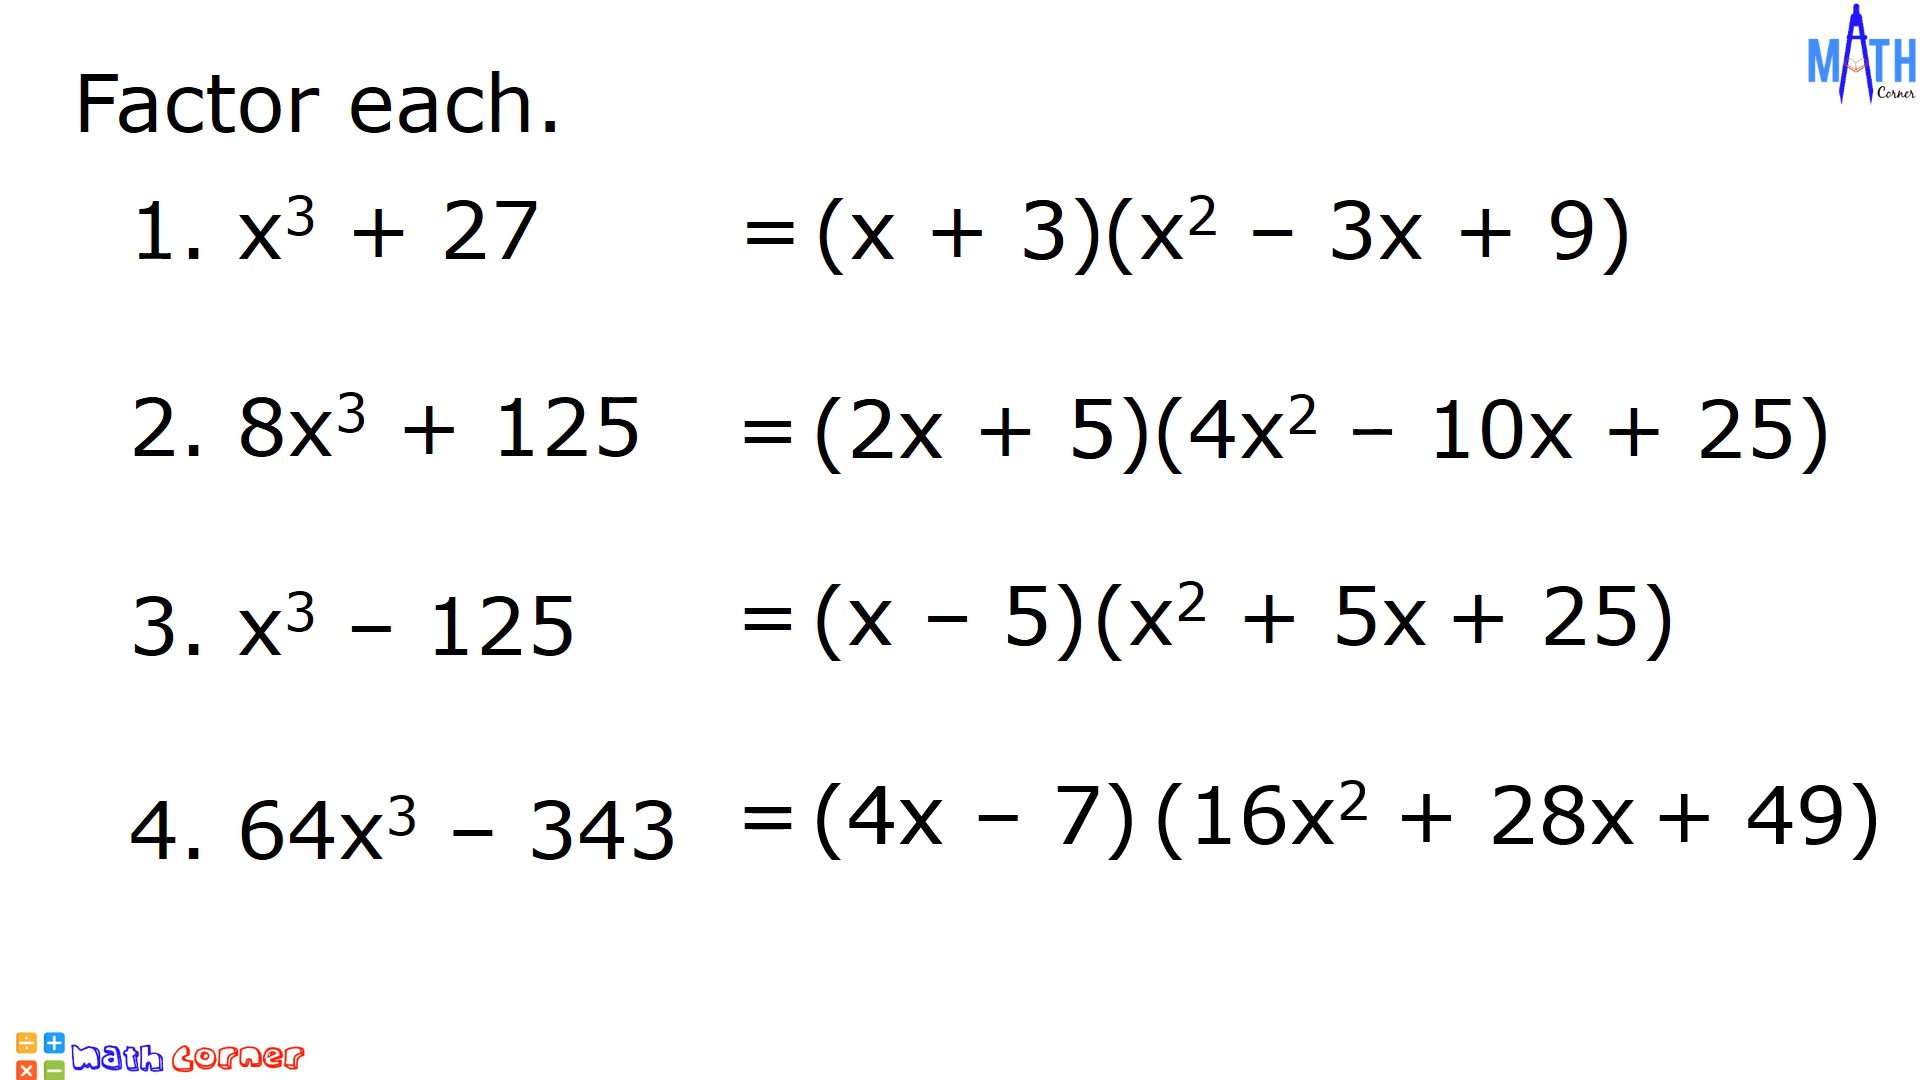 MATH
Corner
Factor each.
1. x³ + 27 = (x + 3)(x² – 3x + 9)
2. 8x³ + 125 = (2x + 5)(4x² – 10x + 25)
3. x³ – 125 = (x – 5)(x² + 5x + 25)
4. 64x³ – 343 = (4x – 7)(16x² + 28x + 49)
÷ +
× −
math corner